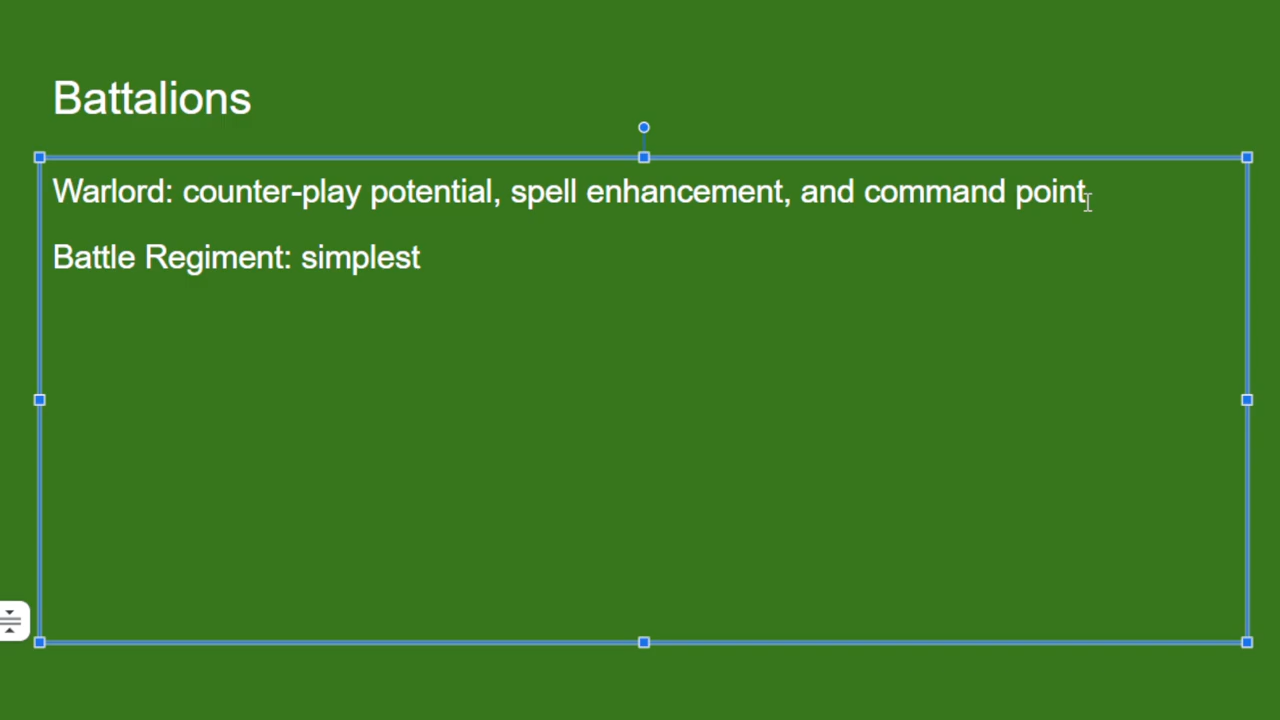 Battalions
Warlord: counter-play potential, spell enhancement, and command point
Battle Regiment: simplest